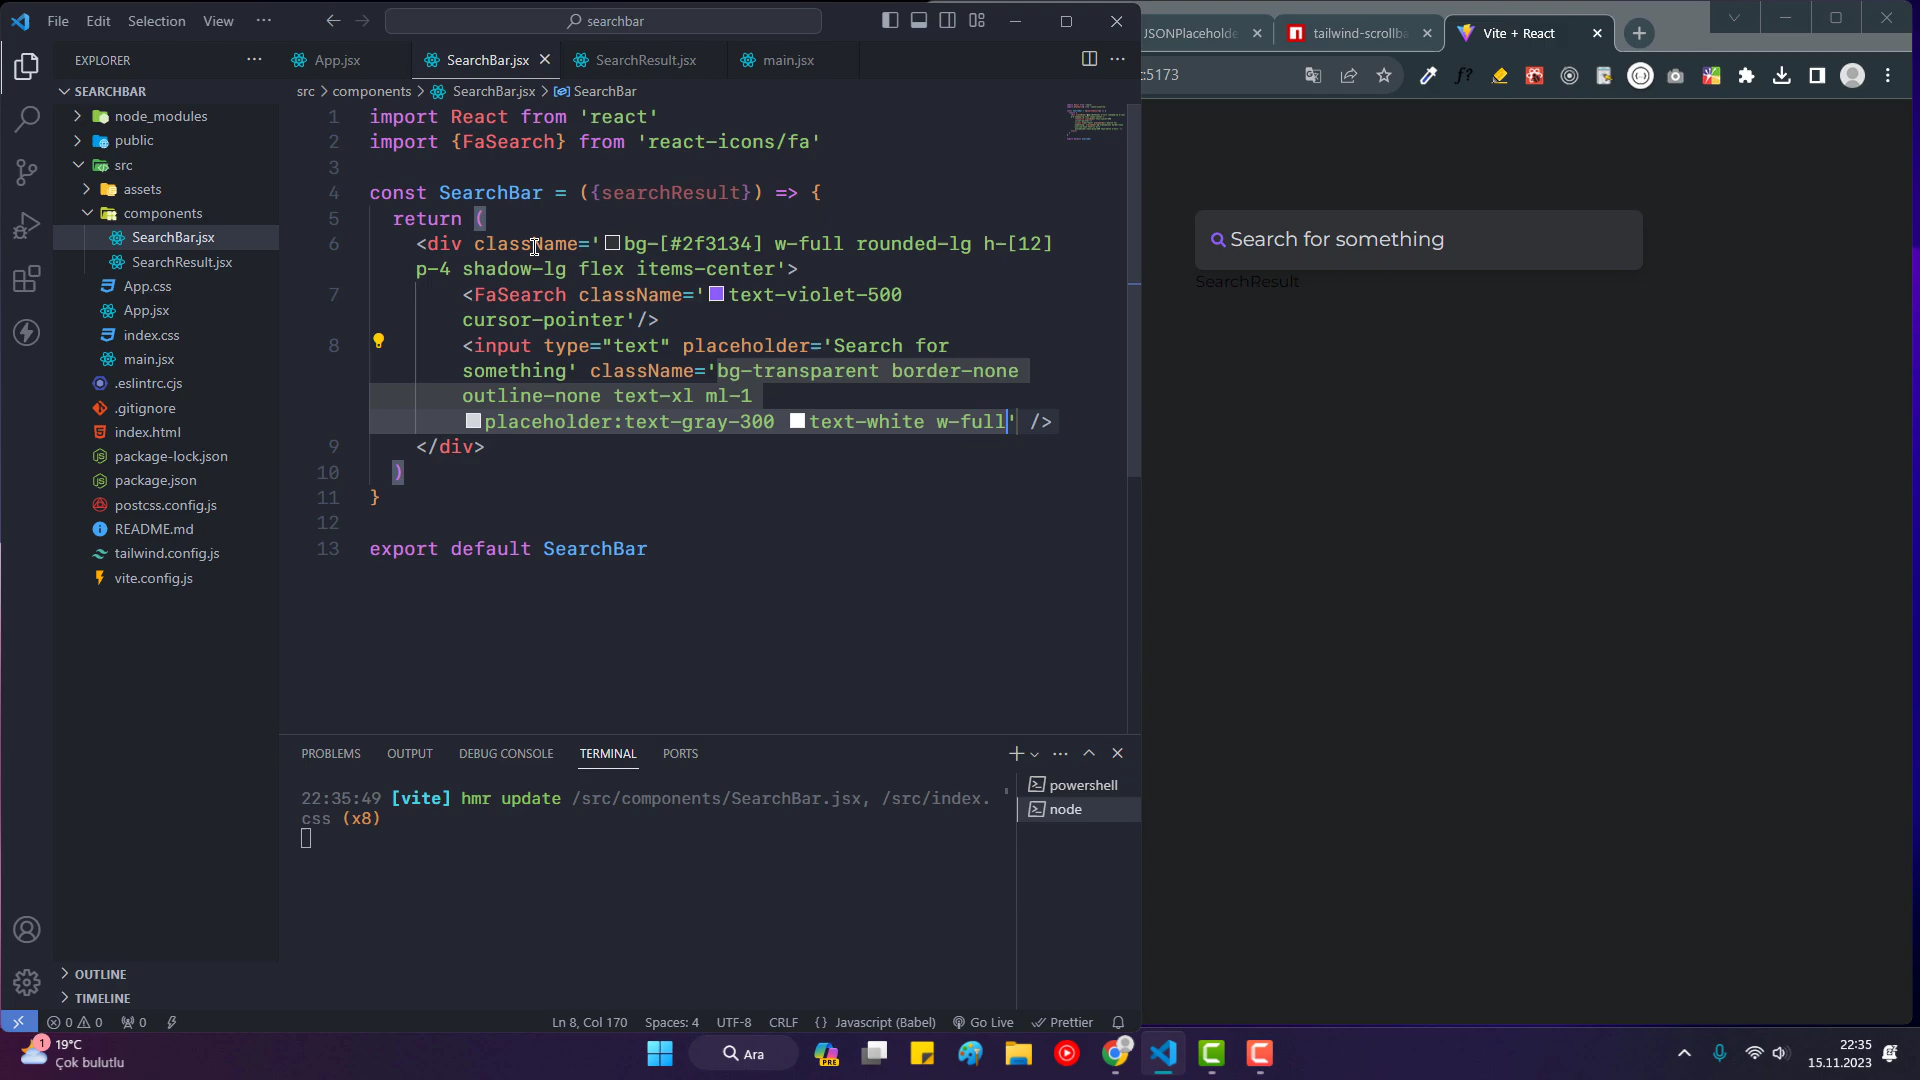 File Edit Selection View ··· searchbar
EXPLORER ···
SEARCHBAR
node_modules
public
src
assets
components
SearchBar.jsx
SearchResult.jsx
App.css
App.jsx
index.css
main.jsx
.eslintrc.cjs
.gitignore
index.html
package-lock.json
package.json
postcss.config.js
README.md
tailwind.config.js
vite.config.js
OUTLINE
TIMELINE
App.jsx SearchBar.jsx SearchResult.jsx main.jsx
src > components > SearchBar.jsx > SearchBar
1 import React from 'react'
2 import {FaSearch} from 'react-icons/fa'
3
4 const SearchBar = ({searchResult}) => {
5 return (
6 <div className='bg-[#2f3134] w-full rounded-lg h-[12]
p-4 shadow-lg flex items-center'>
7 <FaSearch className='text-violet-500
cursor-pointer'/>
8 <input type="text" placeholder='Search for
something' className='bg-transparent border-none
outline-none text-xl ml-1
placeholder:text-gray-300 text-white w-full' />
9 </div>
10 )
11 }
12
13 export default SearchBar
PROBLEMS OUTPUT DEBUG CONSOLE TERMINAL PORTS
22:35:49 [vite] hmr update /src/components/SearchBar.jsx, /src/index.
css (x8)
powershell
node
0 0 0 Ln 8, Col 170 Spaces: 4 UTF-8 CRLF {} Javascript (Babel) Go Live Prettier
JSONPlaceholde tailwind-scrollba Vite + React
:5173
Search for something
SearchResult
1
19°C
Çok bulutlu
Ara
PRE
22:35
15.11.2023